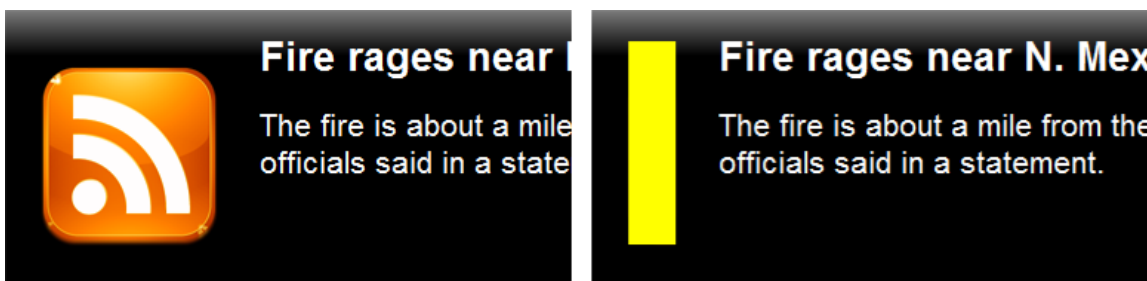 Fire rages near
The fire is about a mile
officials said in a state
Fire rages near N. Mex
The fire is about a mile from the
officials said in a statement.